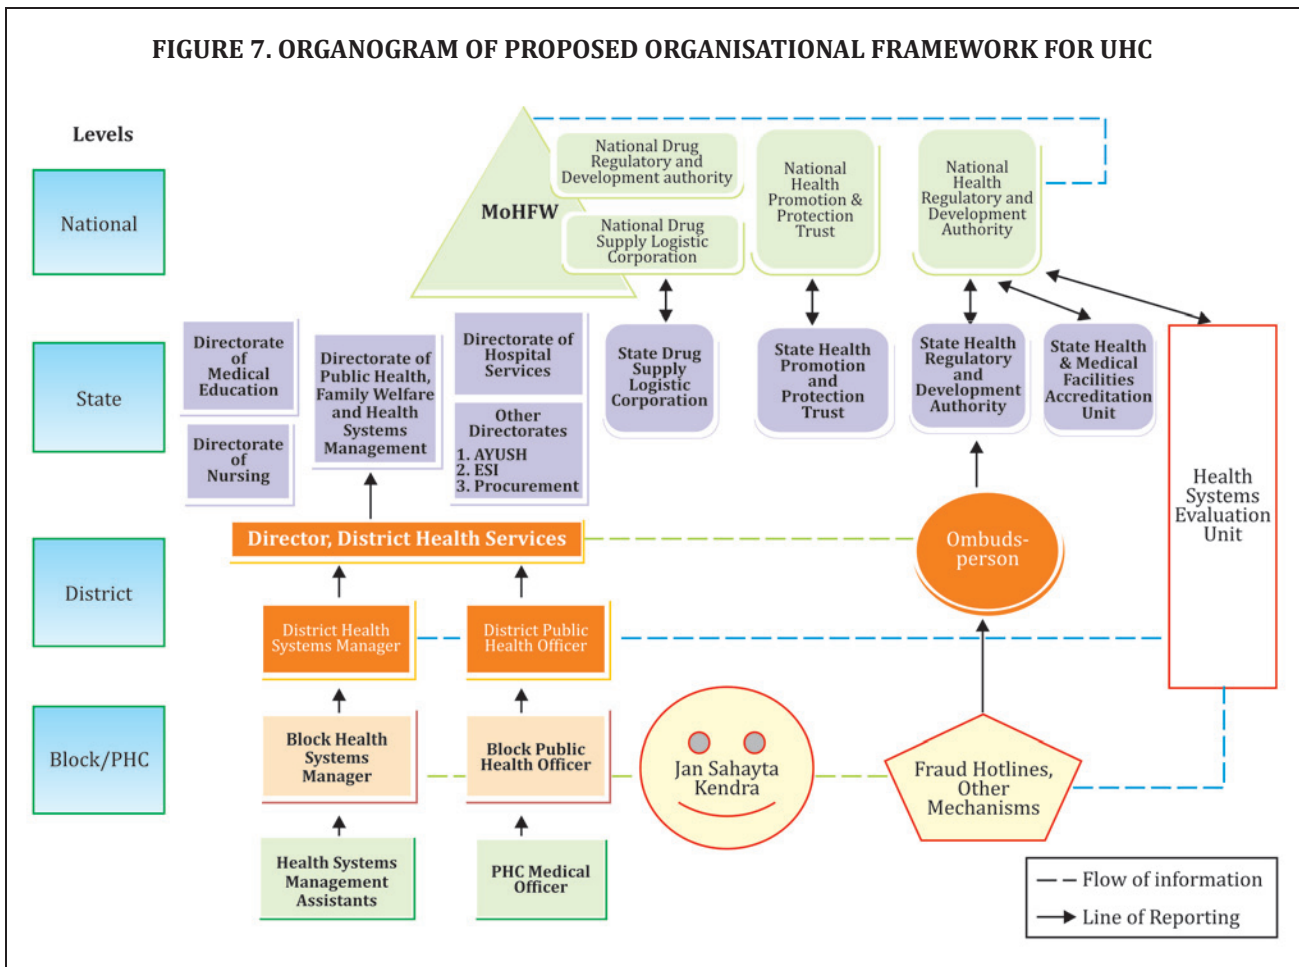 FIGURE 7. ORGANOGRAM OF PROPOSED ORGANISATIONAL FRAMEWORK FOR UHC
Levels
National
MoHFW
National Drug
Regulatory and
Development authority
National Drug
Supply Logistic
Corporation
National
Health
Promotion &
Protection
Trust
National
Health
Regulatory and
Development
Authority
State
Directorate
of
Medical
Education
Directorate
of
Nursing
Directorate of
Public Health,
Family Welfare
and Health
Systems
Management
Directorate of
Hospital
Services
Other
Directorates
1. AYUSH
2. ESI
3. Procurement
State Drug
Supply
Logistic
Corporation
State Health
Promotion
and
Protection
Trust
State Health
Regulatory
and
Development
Authority
State Health
& Medical
Facilities
Accreditation
Unit
Health
Systems
Evaluation
Unit
District
Director, District Health Services
Ombuds-
person
District Health
Systems Manager
District Public
Health Officer
Block/PHC
Block Health
Systems
Manager
Block Public
Health Officer
Jan Sahayta
Kendra
Fraud Hotlines,
Other
Mechanisms
Health Systems
Management
Assistants
PHC Medical
Officer
Flow of information
Line of Reporting